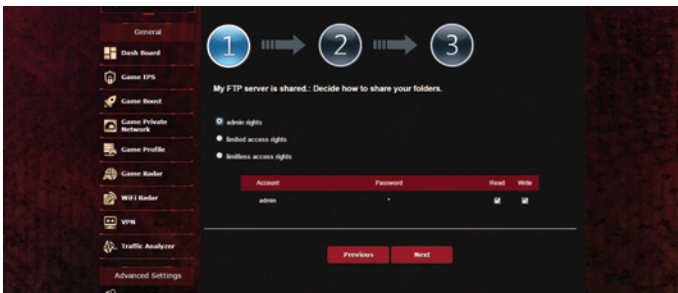 General
Dash Board
Game IPS
Game Boost
Game Private
Network
Game Profile
Game Radar
WiFi Radar
VPN
Traffic Analyzer
Advanced Settings
1
2
3
My FTP server is shared.: Decide how to share your folders.
admin rights
limited access rights
limitless access rights
Account Password Read Write
admin *
Previous Next